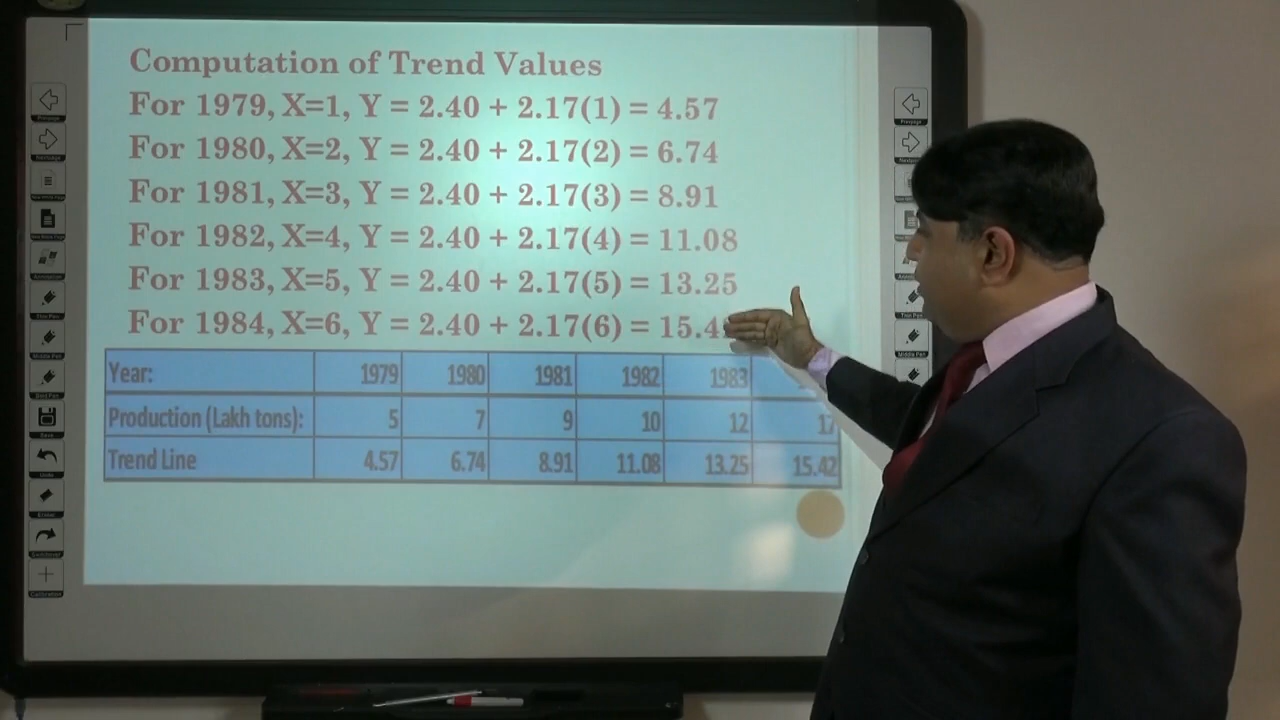 Computation of Trend Values
For 1979, X=1, Y = 2.40 + 2.17(1) = 4.57
For 1980, X=2, Y = 2.40 + 2.17(2) = 6.74
For 1981, X=3, Y = 2.40 + 2.17(3) = 8.91
For 1982, X=4, Y = 2.40 + 2.17(4) = 11.08
For 1983, X=5, Y = 2.40 + 2.17(5) = 13.25
For 1984, X=6, Y = 2.40 + 2.17(6) = 15.4
Year: 1979 1980 1981 1982 1983
Production (Lakh tons): 5 7 9 10 12 17
Trend Line 4.57 6.74 8.91 11.08 13.25 15.42